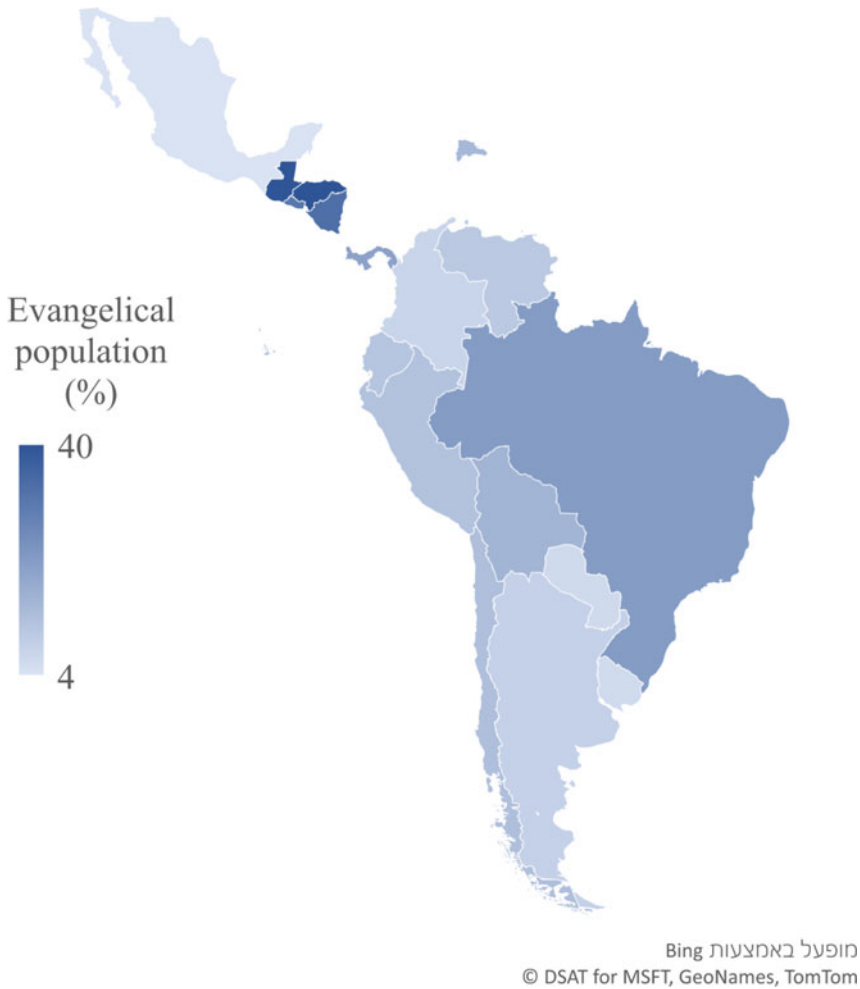 Evangelical
population
(%)
40
4
מופעל באמצעות Bing
© DSAT for MSFT, GeoNames, TomTom